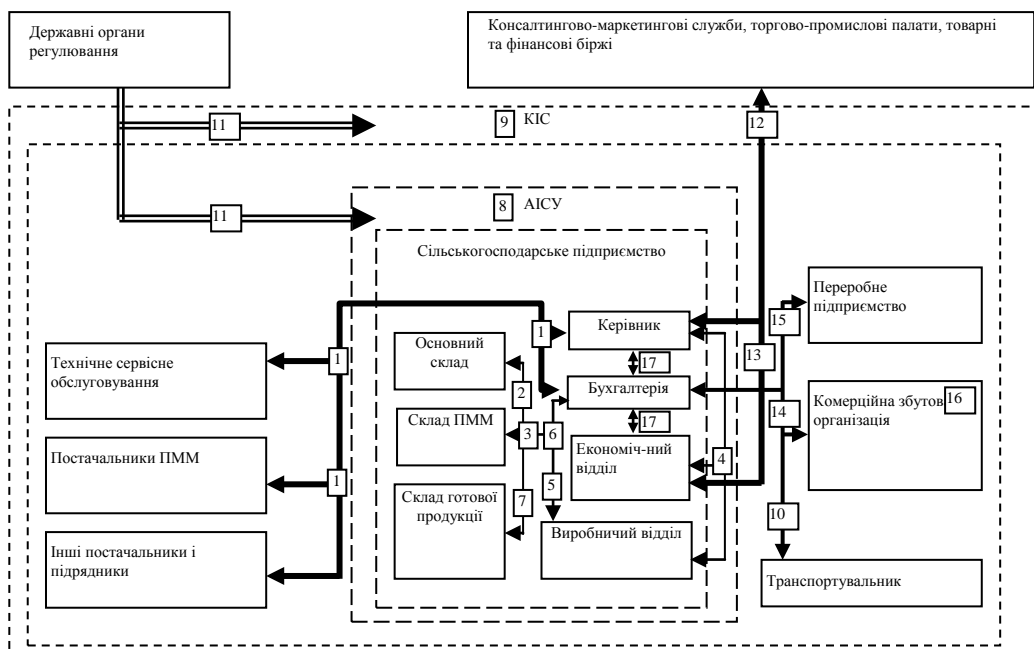 Державні органи
регулювання
Консалтингово-маркетингові служби, торгово-промислові палати, товарні
та фінансові біржі
11
9 КІС
12
11
8 АІСУ
Сільськогосподарське підприємство
Переробне
підприємство
15
1
Керівник
Основний
склад
13
Технічне сервісне
обслуговування
1
17
2
Бухгалтерія
Комерційна збутов
організація
16
14
Склад ПММ
3
6
17
Постачальники ПММ
1
Економіч-ний
відділ
4
5
Склад готової
продукції
7
10
Виробничий відділ
Інші постачальники і
підрядники
Транспортувальник